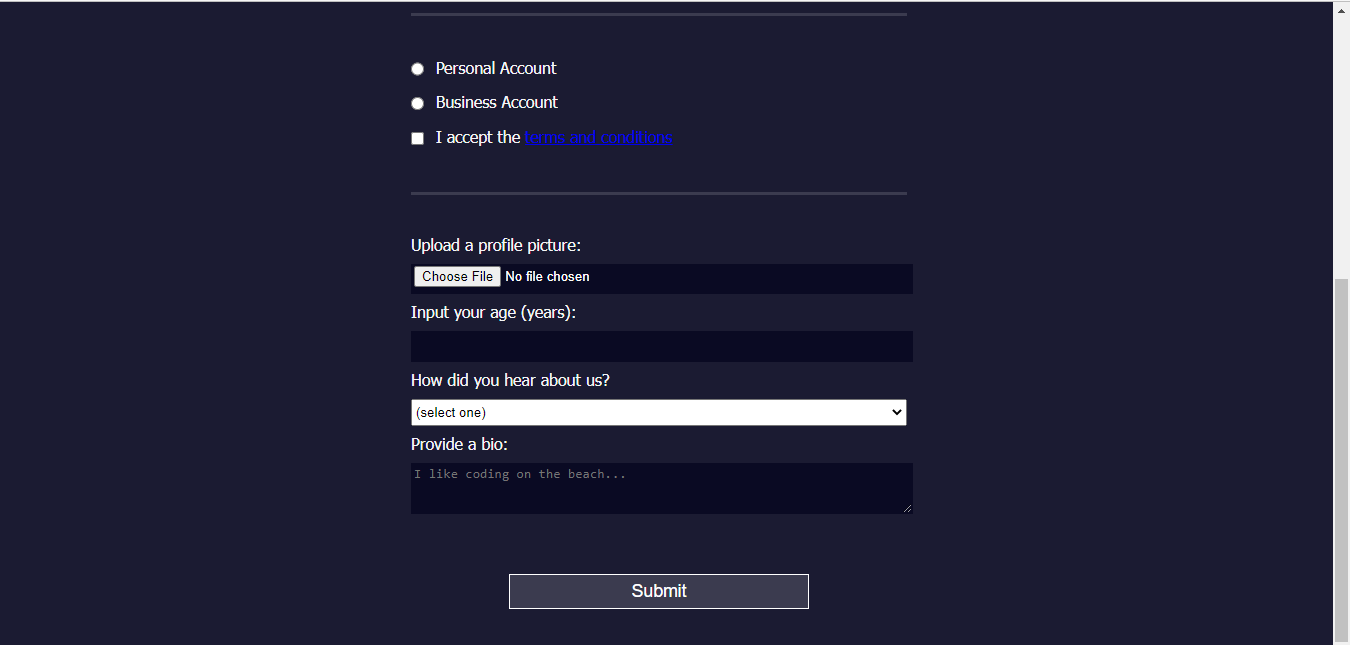 Personal Account
Business Account
I accept the terms and conditions
Upload a profile picture:
Choose File No file chosen
Input your age (years):
How did you hear about us?
(select one)
Provide a bio:
I like coding on the beach...
Submit